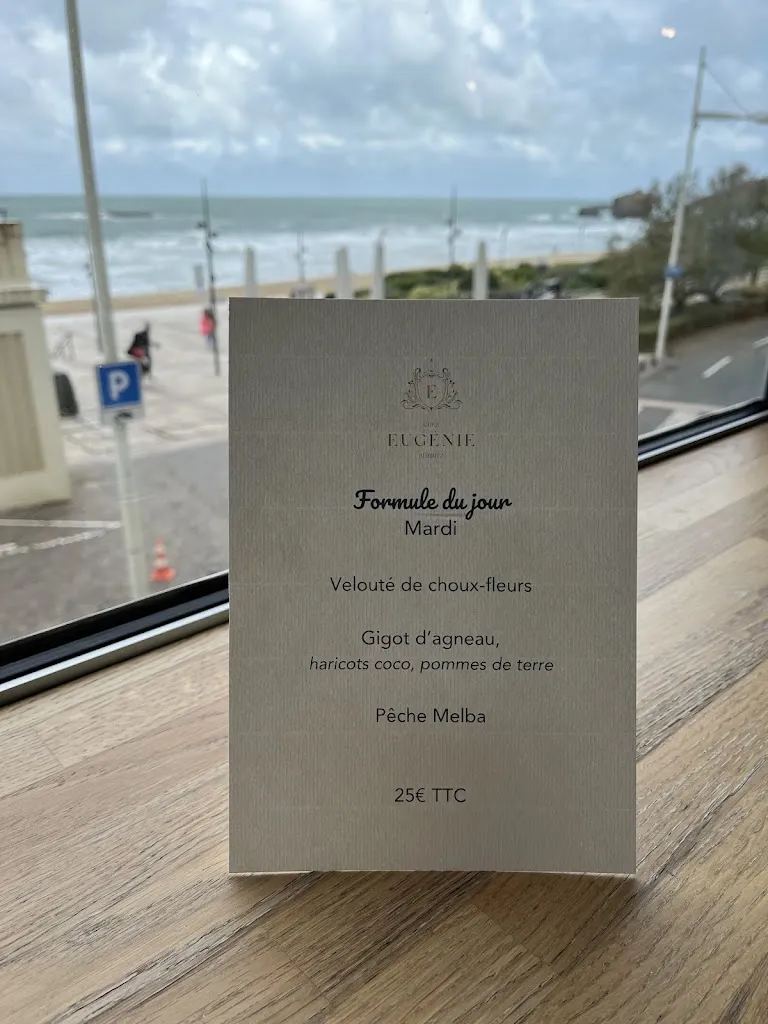 P
E
EUGÉNIE
Formule du jour
Mardi
Velouté de choux-fleurs
Gigot d'agneau,
haricots coco, pommes de terre
Pêche Melba
25€ TTC